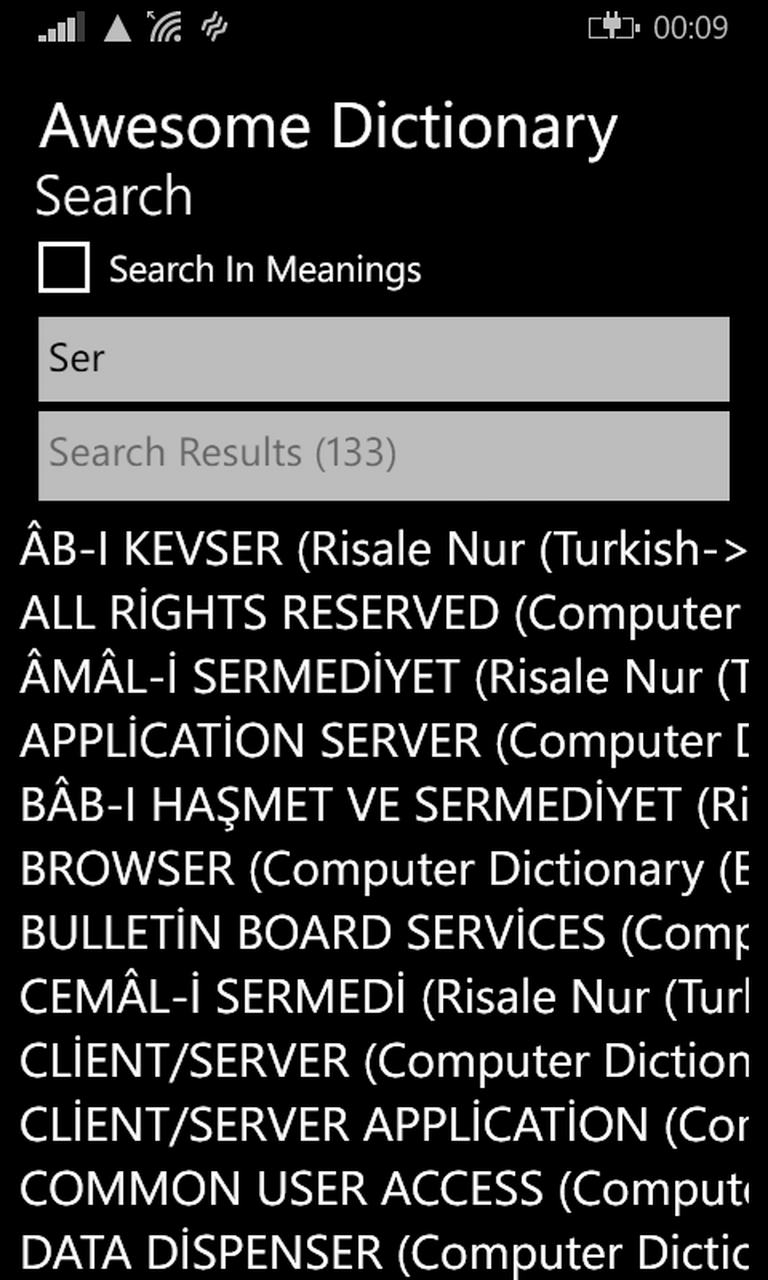 00:09
Awesome Dictionary
Search
Search In Meanings
Ser
Search Results (133)
ÂB-I KEVSER (Risale Nur (Turkish->
ALL RİGHTS RESERVED (Computer
ÂMÂL-İ SERMEDİYET (Risale Nur (T
APPLİCATİON SERVER (Computer D
BÂB-I HAŞMET VE SERMEDİYET (Ri
BROWSER (Computer Dictionary (E
BULLETİN BOARD SERVİCES (Comp
CEMÂL-İ SERMEDİ (Risale Nur (Turk
CLİENT/SERVER (Computer Diction
CLİENT/SERVER APPLİCATİON (Com
COMMON USER ACCESS (Compute
DATA DİSPENSER (Computer Dictio